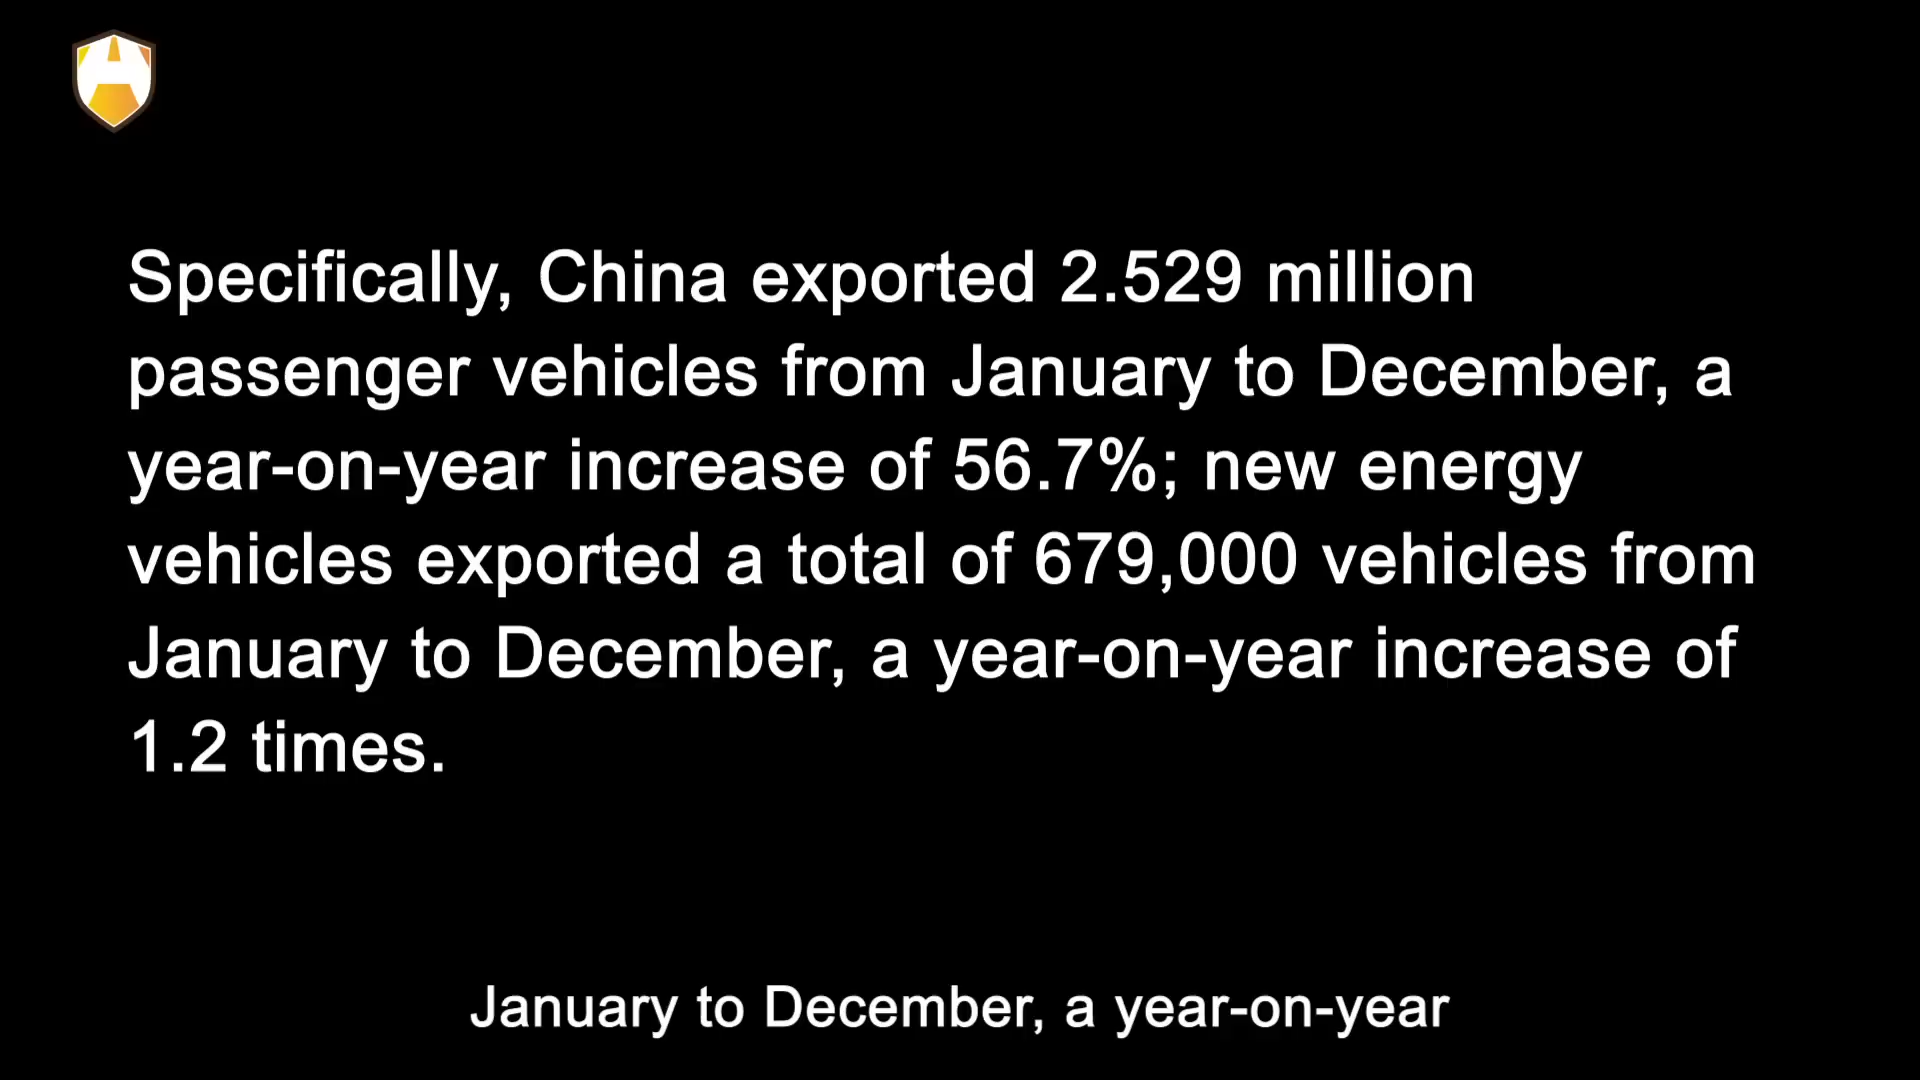 Specifically, China exported 2.529 million
passenger vehicles from January to December, a
year-on-year increase of 56.7%; new energy
vehicles exported a total of 679,000 vehicles from
January to December, a year-on-year increase of
1.2 times.
January to December, a year-on-year